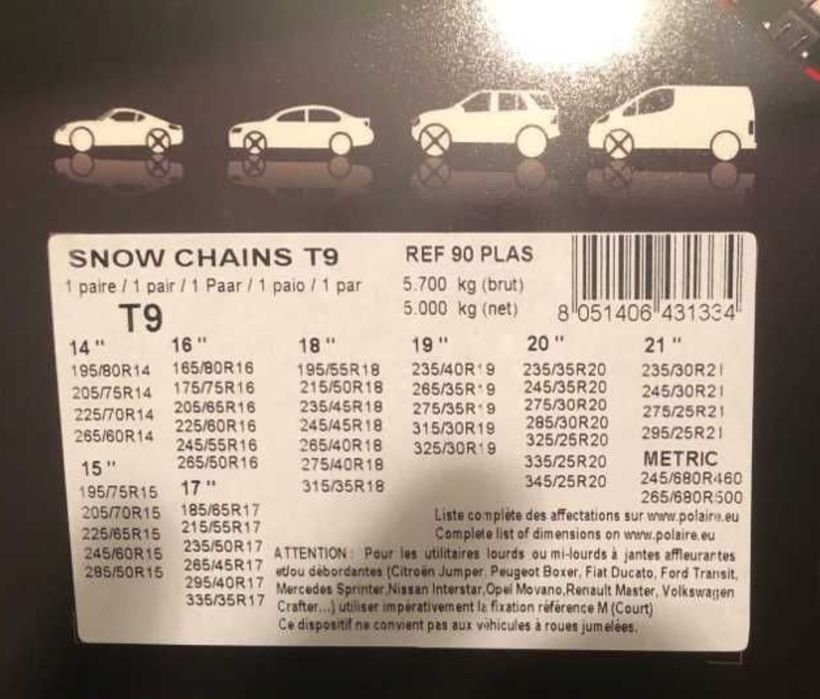 SNOW CHAINS T9
REF 90 PLAS
1 paire / 1 pair / 1 Paar / 1 paio / 1 par
5.700 kg (brut)
T9
5.000 kg (net)
8 051406 431334
14 "
195/80R14
205/75R14
225/70R14
265/60R14
15 "
195/75R15
205/70R15
225/65R15
245/60R15
285/50R15
16 "
165/80R16
175/75R16
205/65R16
225/60R16
245/55R16
265/50R16
17 "
185/65R17
215/55R17
235/50R17
265/45R17
295/40R17
335/35R17
18 "
195/55R18
215/50R18
235/45R18
245/45R18
265/40R18
275/40R18
315/35R18
19 "
235/40R19
265/35R19
275/35R19
315/30R19
325/30R19
20 "
235/35R20
245/35R20
275/30R20
285/30R20
325/25R20
335/25R20
345/25R20
21 "
235/30R21
245/30R21
275/25R21
295/25R21
METRIC
245/680R460
265/680R500
Liste complète des affectations sur www.polaire.eu
Complete list of dimensions on www.polaire.eu
ATTENTION : Pour les utilitaires lourds ou mi-lourds à jantes affleurantes
et/ou débordantes (Citroën Jumper, Peugeot Boxer, Fiat Ducato, Ford Transit,
Mercedes Sprinter,Nissan Interstar,Opel Movano,Renault Master, Volkswagen
Crafter...) utiliser impérativement la fixation référence M (Court)
Ce dispositif ne convient pas aux véhicules à roues jumelées.